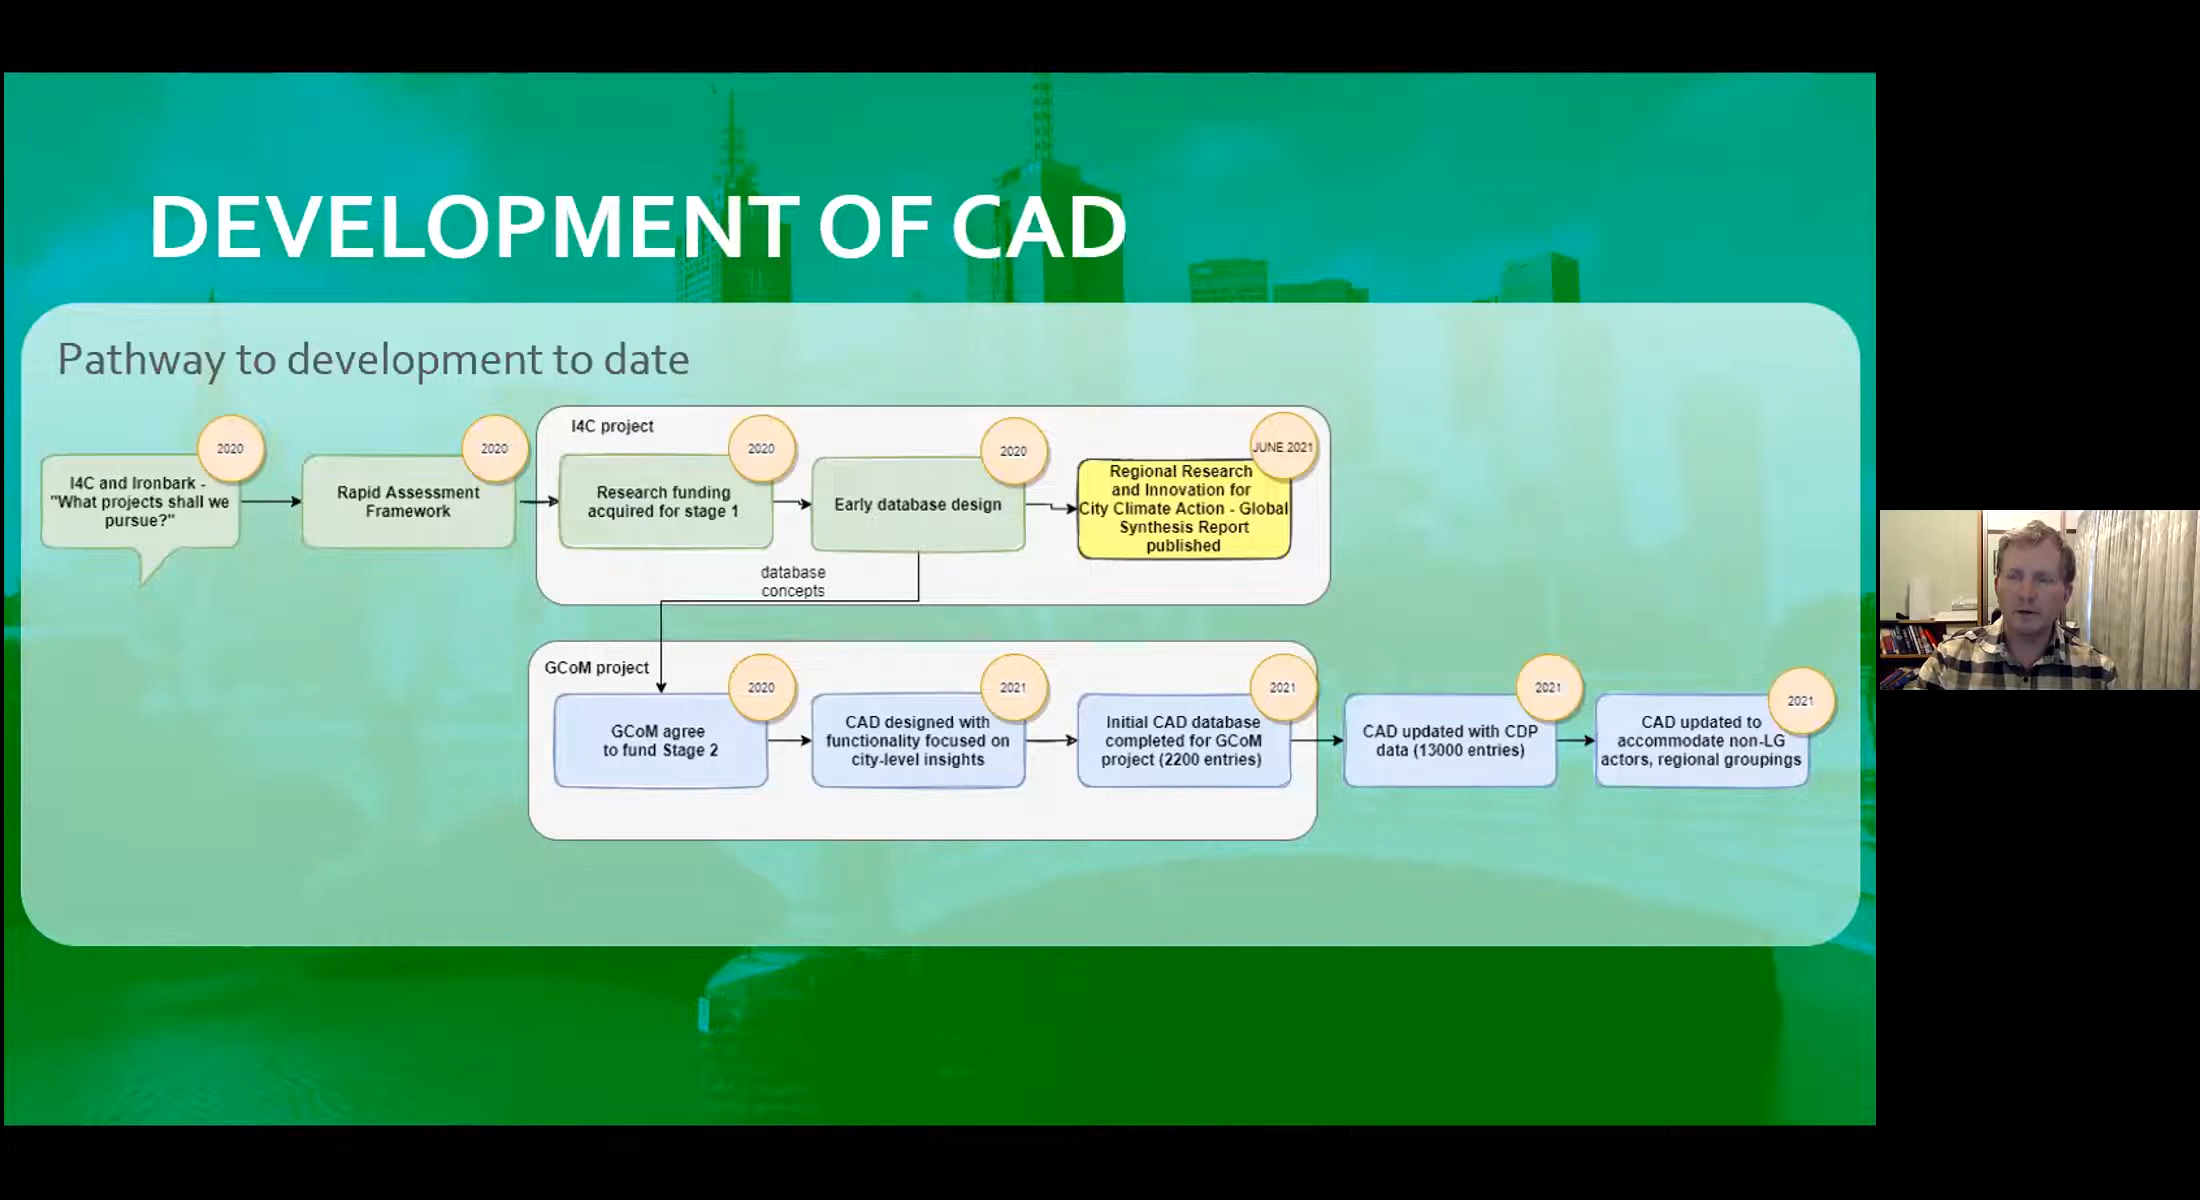 DEVELOPMENT OF CAD
Pathway to development to date
2020
I4C and Ironbark -
"What projects shall we
pursue?"
2020
Rapid Assessment
Framework
I4C project
2020
Research funding
acquired for stage 1
2020
Early database design
JUNE 2021
Regional Research
and Innovation for
City Climate Action - Global
Synthesis Report
published
database
concepts
GCoM project
2020
GCoM agree
to fund Stage 2
2021
CAD designed with
functionality focused on
city-level insights
2021
Initial CAD database
completed for GCoM
project (2200 entries)
2021
CAD updated with CDP
data (13000 entries)
2021
CAD updated to
accommodate non-LG
actors, regional groupings